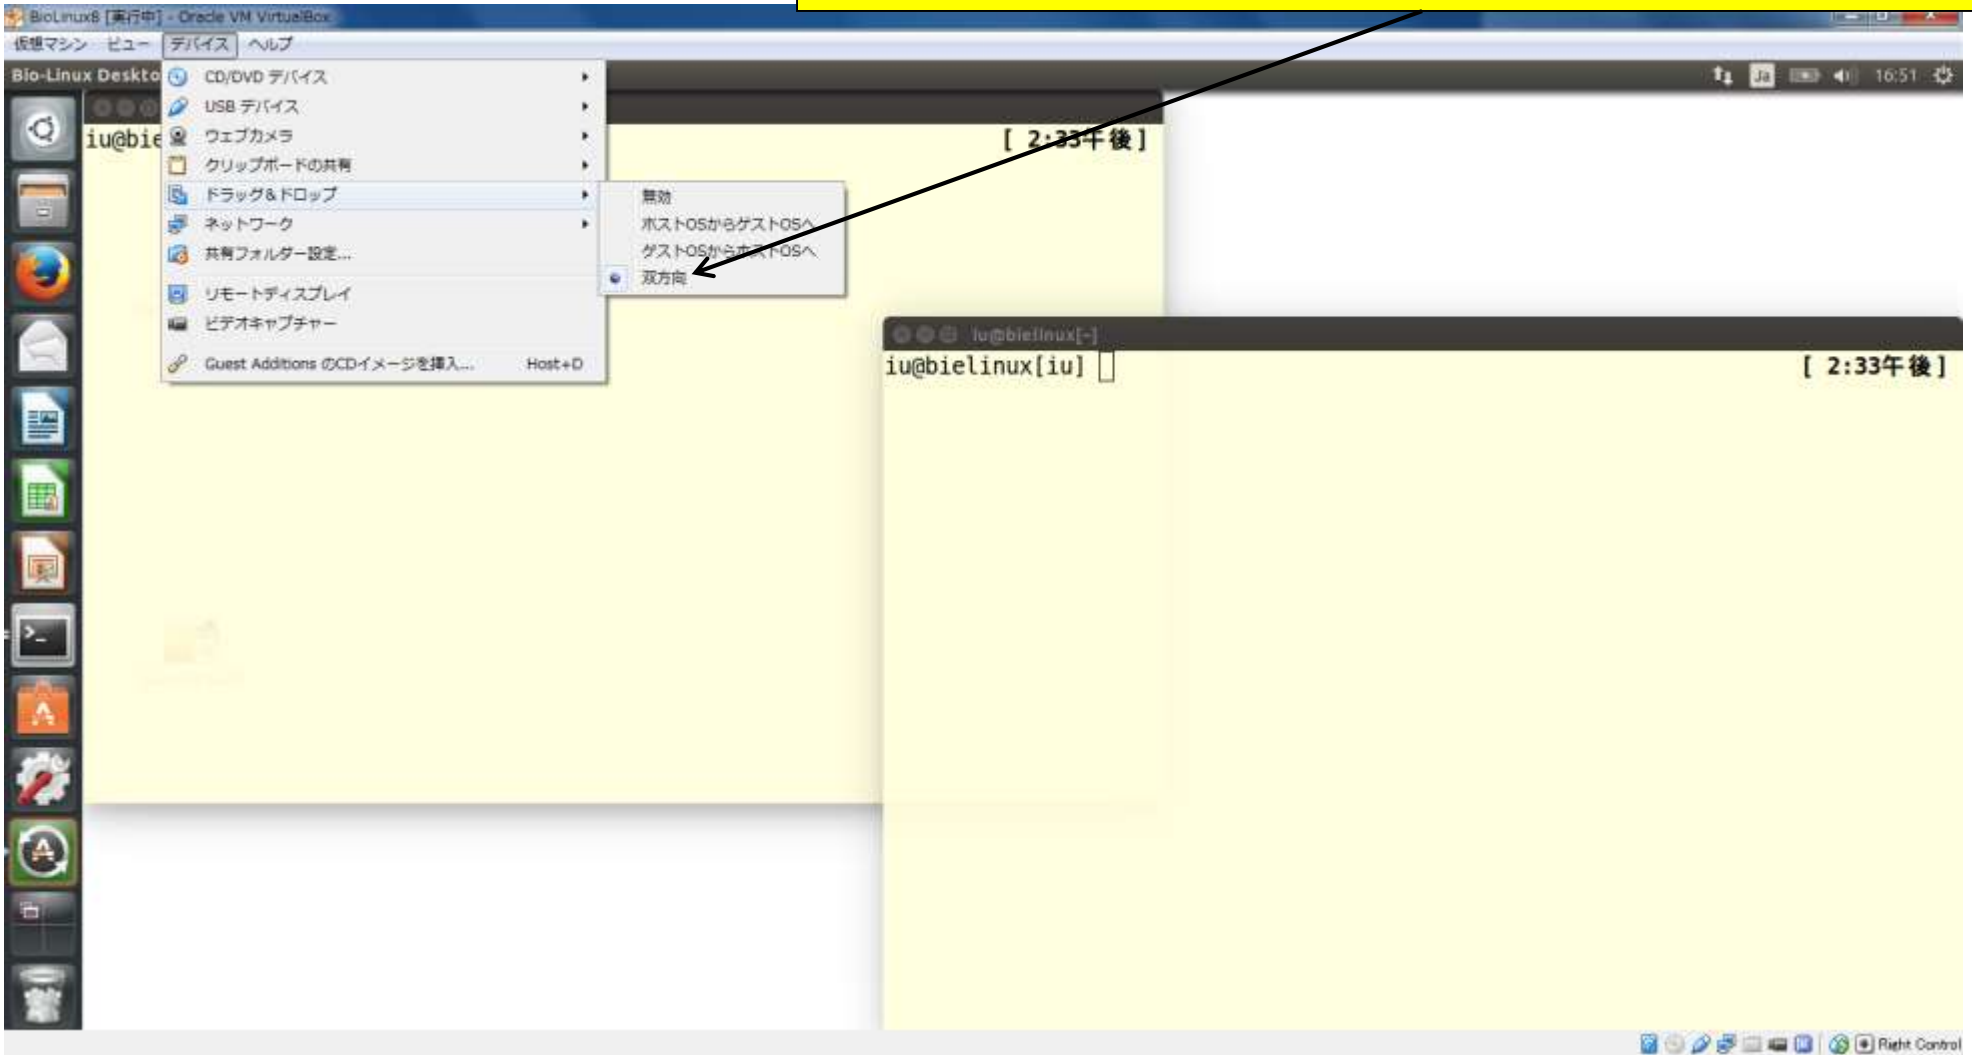 BioLinux8 [実行中] - Oracle VM VirtualBox
仮想マシン ビュー デバイス ヘルプ
Bio-Linux Deskto
Ja 16:51
CD/DVD デバイス
USB デバイス
ウェブカメラ
クリップボードの共有
ドラッグ&ドロップ
ネットワーク
共有フォルダー設定...
リモートディスプレイ
ビデオキャプチャー
Guest Additions のCDイメージを挿入... Host+D
無効
ホストOSからゲストOSへ
ゲストOSからホストOSへ
双方向
iu@bie [ 2:33午後]
iu@bielinux[~]
iu@bielinux[iu] [ 2:33午後]
Right Control